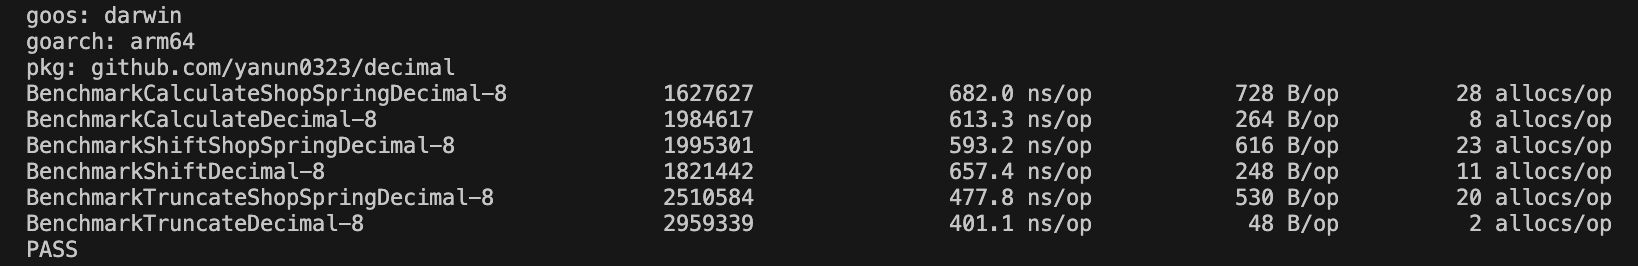 goos: darwin
goarch: arm64
pkg: github.com/yanun0323/decimal
BenchmarkCalculateShopSpringDecimal-8 1627627 682.0 ns/op 728 B/op 28 allocs/op
BenchmarkCalculateDecimal-8 1984617 613.3 ns/op 264 B/op 8 allocs/op
BenchmarkShiftShopSpringDecimal-8 1995301 593.2 ns/op 616 B/op 23 allocs/op
BenchmarkShiftDecimal-8 1821442 657.4 ns/op 248 B/op 11 allocs/op
BenchmarkTruncateShopSpringDecimal-8 2510584 477.8 ns/op 530 B/op 20 allocs/op
BenchmarkTruncateDecimal-8 2959339 401.1 ns/op 48 B/op 2 allocs/op
PASS